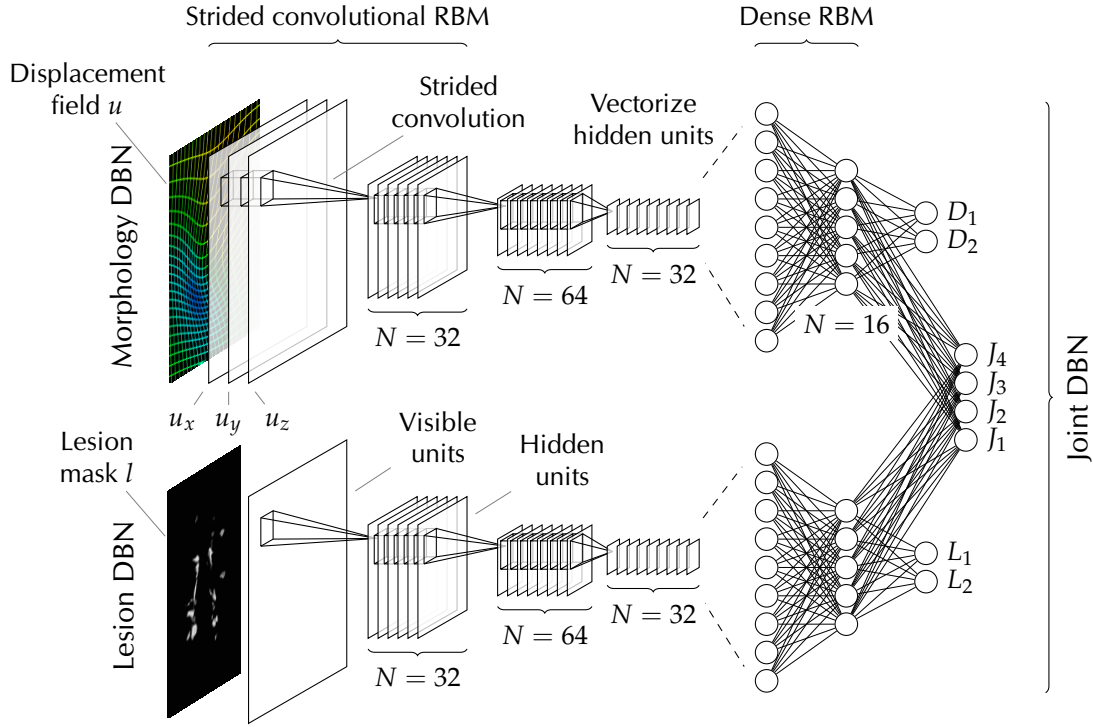 Strided convolutional RBM
Dense RBM
Displacement
field u
Strided
convolution
Vectorize
hidden units
Morphology DBN
D₁
D₂
N = 32
N = 64
N = 32
N = 16
J₄
J₃
J₂
J₁
Joint DBN
uₓ
u_y
u_z
Lesion
mask l
Visible
units
Hidden
units
Lesion DBN
L₁
L₂
N = 32
N = 64
N = 32